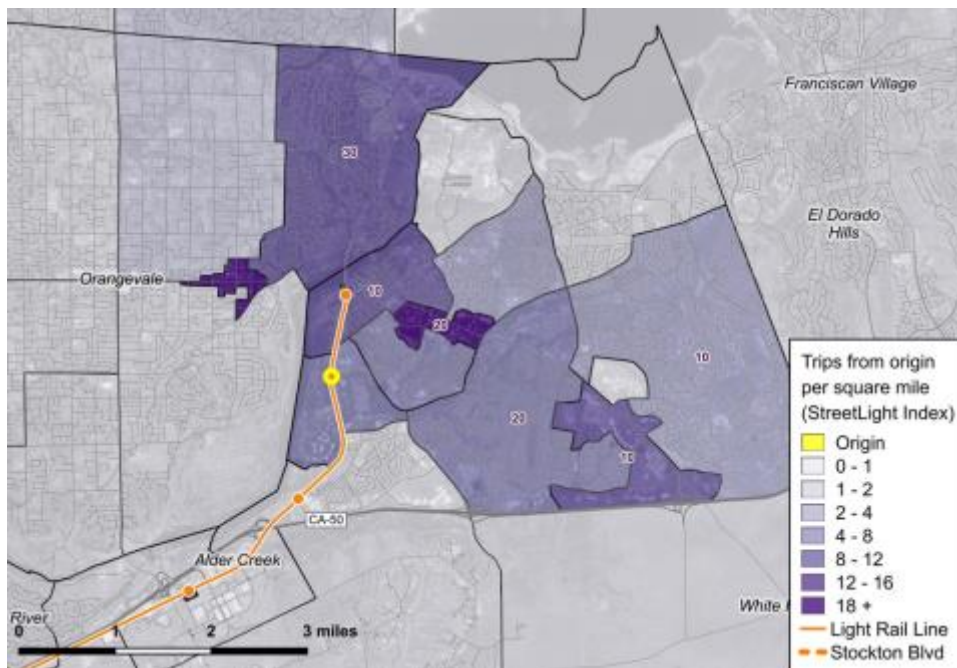 Franciscan Village
30
El Dorado
Hills
Orangevale
10
20
10
20
10
CA-50
Alder Creek
River
White
0 1 2 3 miles
Trips from origin
per square mile
(StreetLight Index)
Origin
0 - 1
1 - 2
2 - 4
4 - 8
8 - 12
12 - 16
18 +
Light Rail Line
Stockton Blvd